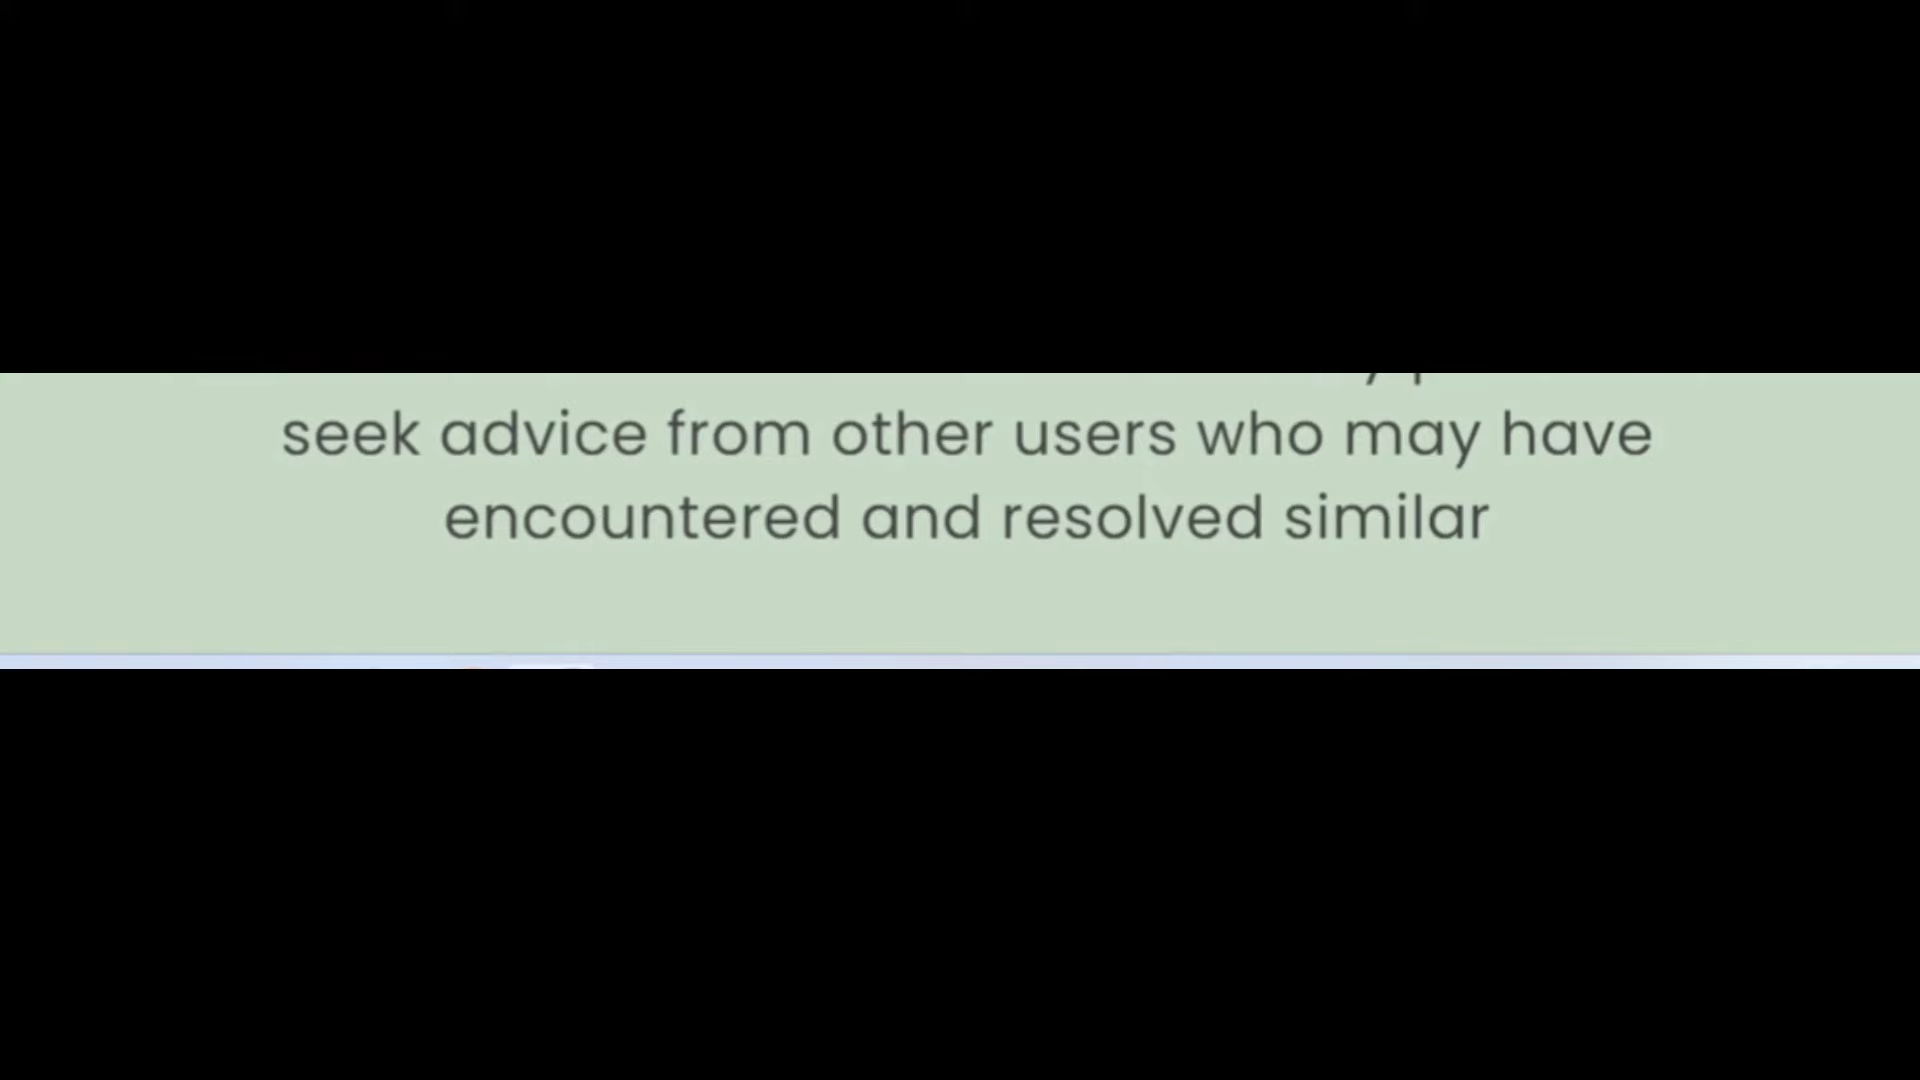 seek advice from other users who may have
encountered and resolved similar